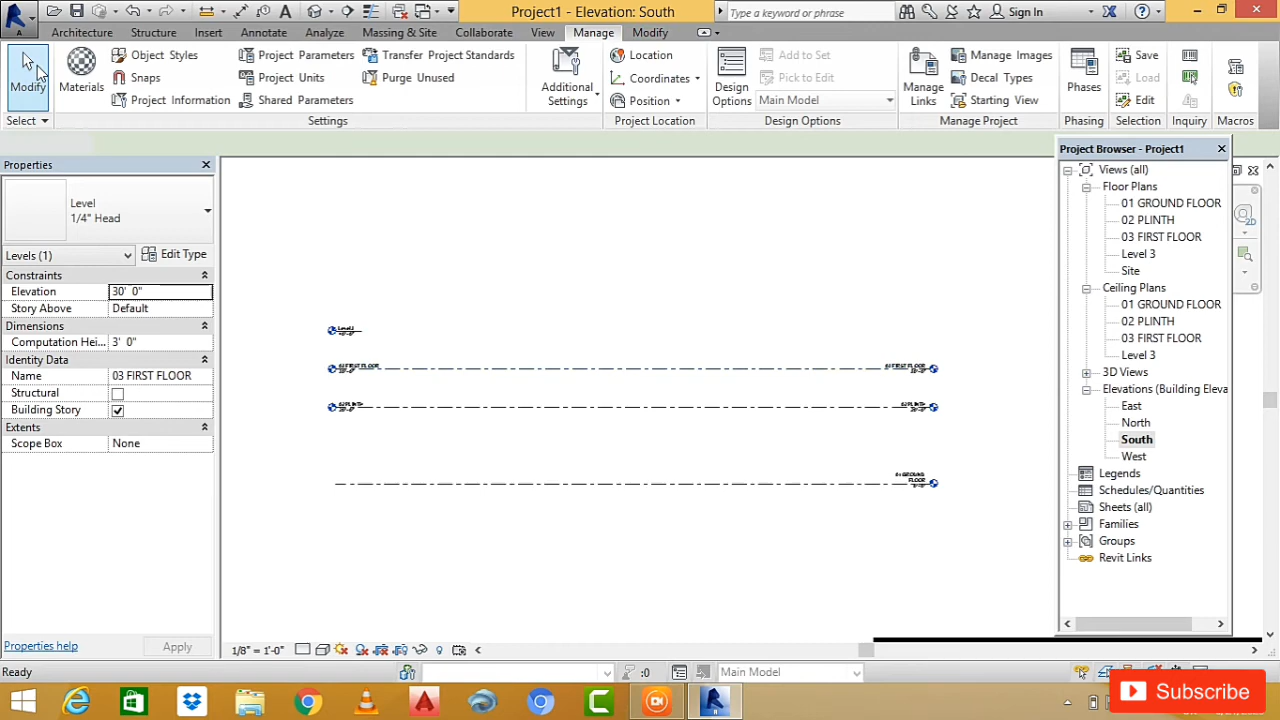 Project1 - Elevation: South
Type a keyword or phrase
Sign In
Architecture Structure Insert Annotate Analyze Massing & Site Collaborate View Manage Modify
Modify
Select
Materials
Object Styles
Snaps
Project Information
Project Parameters
Project Units
Shared Parameters
Transfer Project Standards
Purge Unused
Settings
Additional Settings
Location
Coordinates
Position
Project Location
Design Options
Add to Set
Pick to Edit
Main Model
Design Options
Manage Links
Manage Images
Decal Types
Starting View
Manage Project
Phases
Phasing
Save
Load
Edit
Selection
Inquiry
Macros
Properties
Level
1/4" Head
Levels (1)
Edit Type
Constraints
Elevation 30' 0"
Story Above Default
Dimensions
Computation Hei... 3' 0"
Identity Data
Name 03 FIRST FLOOR
Structural
Building Story
Extents
Scope Box None
Properties help
Apply
01 GROUND
FLOOR
Project Browser - Project1
Views (all)
Floor Plans
01 GROUND FLOOR
02 PLINTH
03 FIRST FLOOR
Level 3
Site
Ceiling Plans
01 GROUND FLOOR
02 PLINTH
03 FIRST FLOOR
Level 3
3D Views
Elevations (Building Eleva
East
North
South
West
Legends
Schedules/Quantities
Sheets (all)
Families
Groups
Revit Links
1/8" = 1'-0"
Ready
:0
Main Model
Subscribe